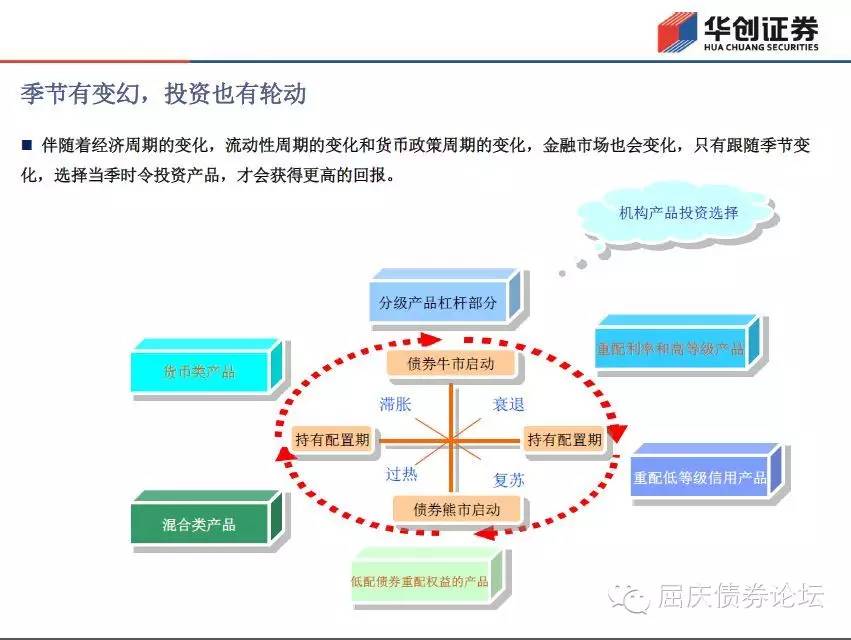 华创证券
HUA CHUANG SECURITIES
季节有变幻，投资也有轮动
■ 伴随着经济周期的变化，流动性周期的变化和货币政策周期的变化，金融市场也会变化，只有跟随季节变
化，选择当季时令投资产品，才会获得更高的回报。
机构产品投资选择
分级产品杠杆部分
重配利率和高等级产品
货币类产品
债券牛市启动
滞胀
衰退
持有配置期
持有配置期
过热
复苏
重配低等级信用产品
债券熊市启动
混合类产品
低配债券重配权益的产品
屈庆债券论坛